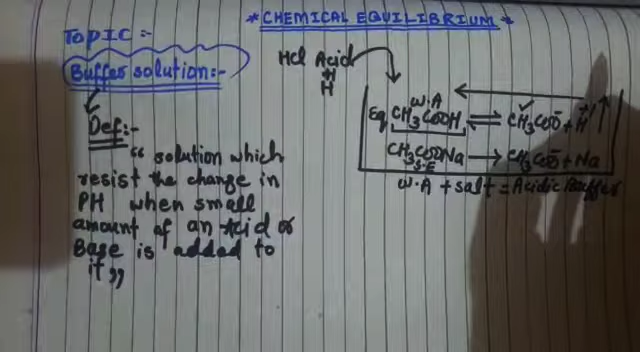 *CHEMICAL EQUILIBRIUM*
Topic :-
Buffer solution:-
Def:-
“ solution which
resist the change in
PH when small
amount of an Acid or
Base is added to
it ”
Hcl Acid
H
H
W.A
Eq CH₃COOH ⇌ CH₃COO⁻ + H⁺
CH₃COONa → CH₃COO⁻ + Na
S.E
W.A + salt = Acidic Buffer